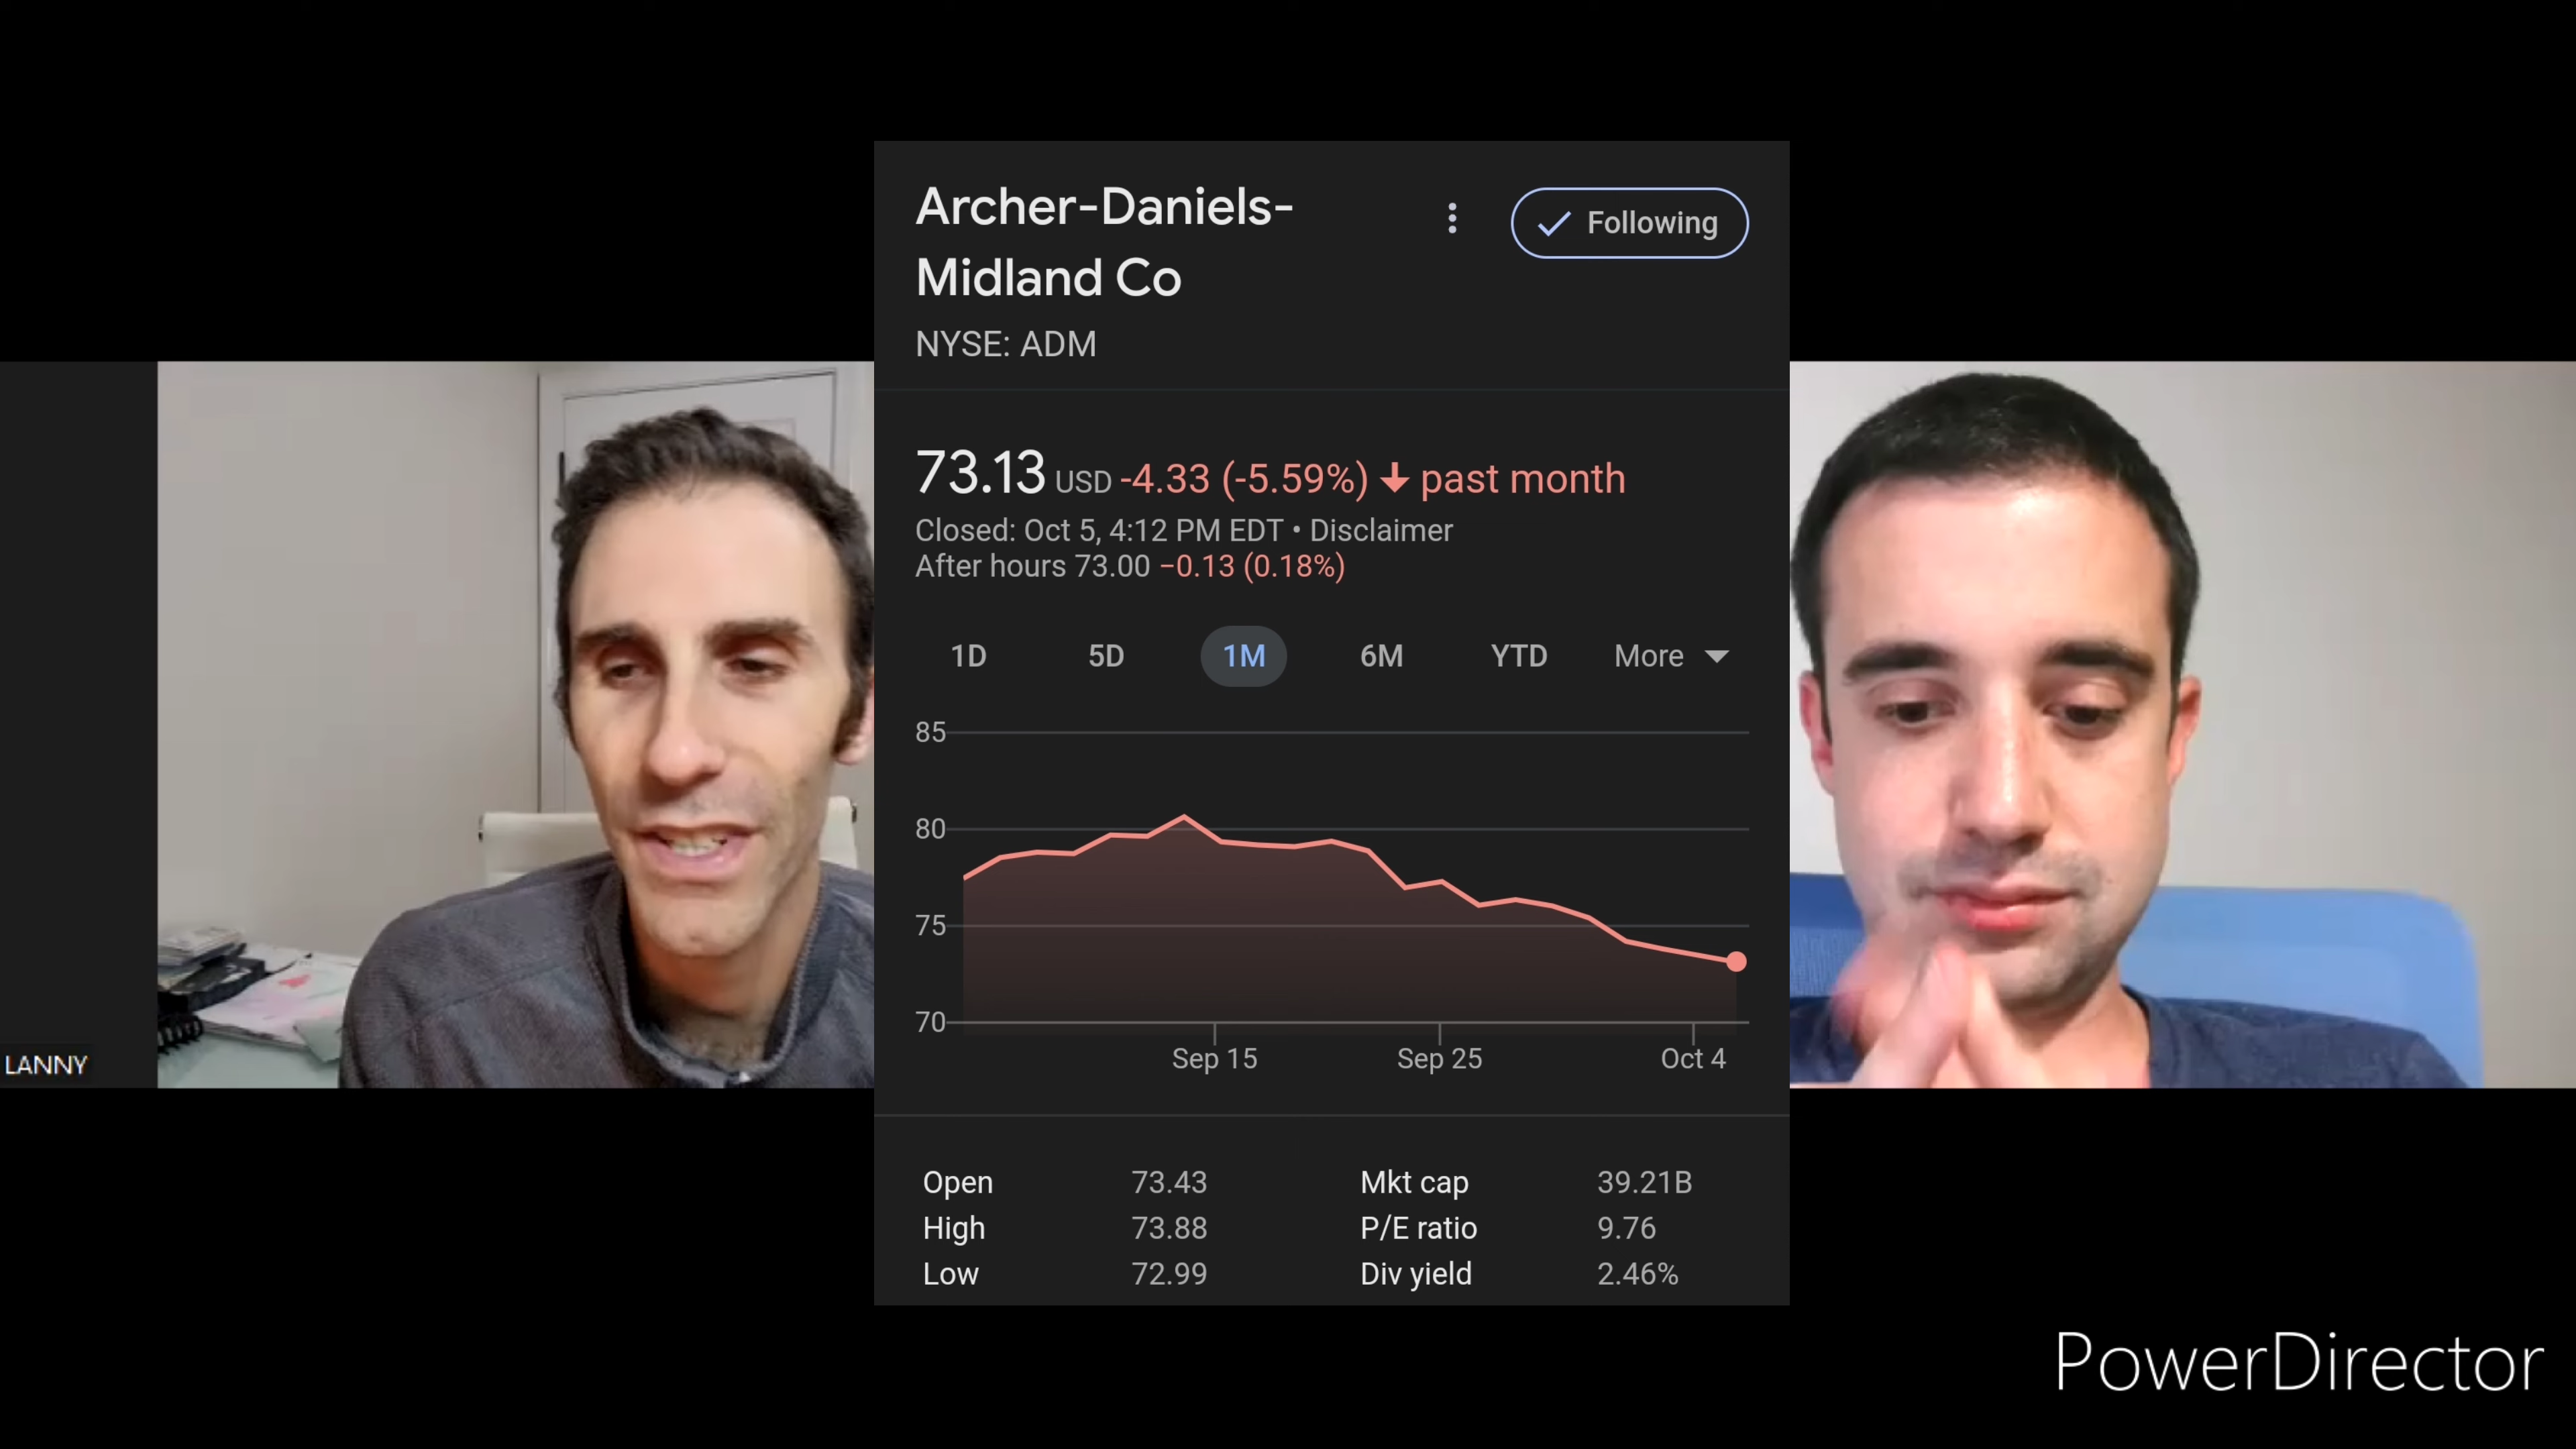 Archer-Daniels-
Midland Co
Following
NYSE: ADM
73.13 USD -4.33 (-5.59%) ↓ past month
Closed: Oct 5, 4:12 PM EDT • Disclaimer
After hours 73.00 −0.13 (0.18%)
1D 5D 1M 6M YTD More
85
80
75
70
Sep 15 Sep 25 Oct 4
Open 73.43 Mkt cap 39.21B
High 73.88 P/E ratio 9.76
Low 72.99 Div yield 2.46%
LANNY
PowerDirector